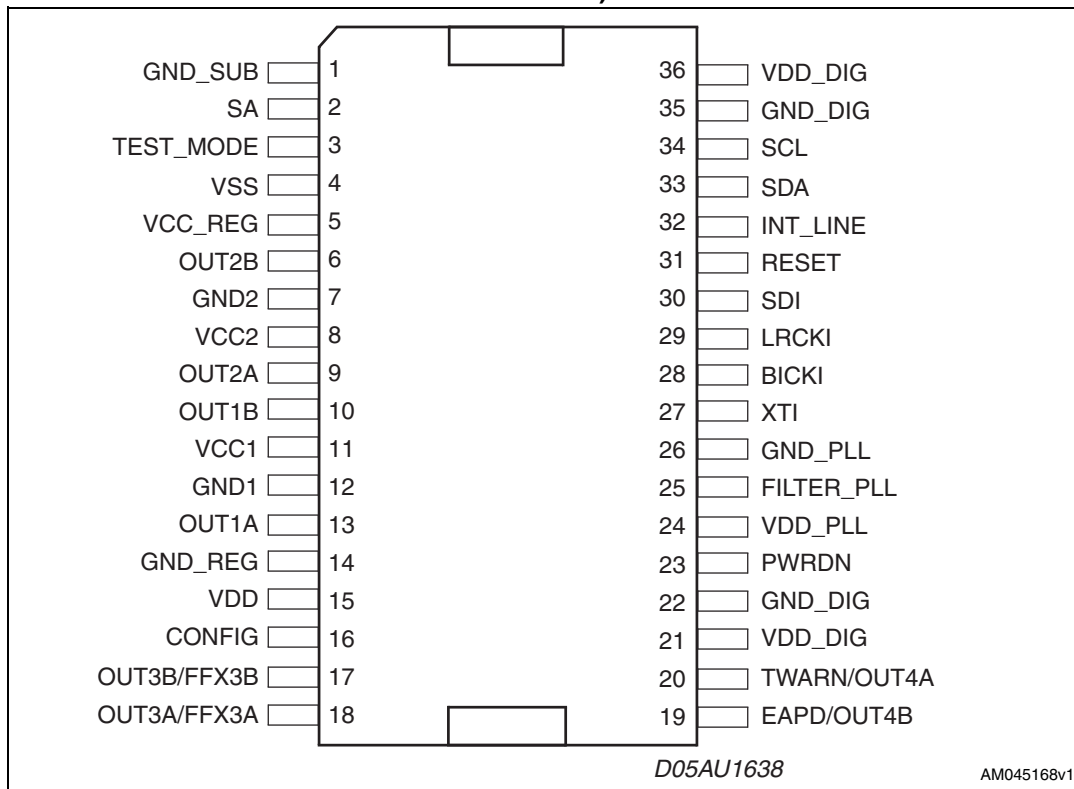 GND_SUB 1 36 VDD_DIG
SA 2 35 GND_DIG
TEST_MODE 3 34 SCL
VSS 4 33 SDA
VCC_REG 5 32 INT_LINE
OUT2B 6 31 RESET
GND2 7 30 SDI
VCC2 8 29 LRCKI
OUT2A 9 28 BICKI
OUT1B 10 27 XTI
VCC1 11 26 GND_PLL
GND1 12 25 FILTER_PLL
OUT1A 13 24 VDD_PLL
GND_REG 14 23 PWRDN
VDD 15 22 GND_DIG
CONFIG 16 21 VDD_DIG
OUT3B/FFX3B 17 20 TWARN/OUT4A
OUT3A/FFX3A 18 19 EAPD/OUT4B
D05AU1638
AM045168v1